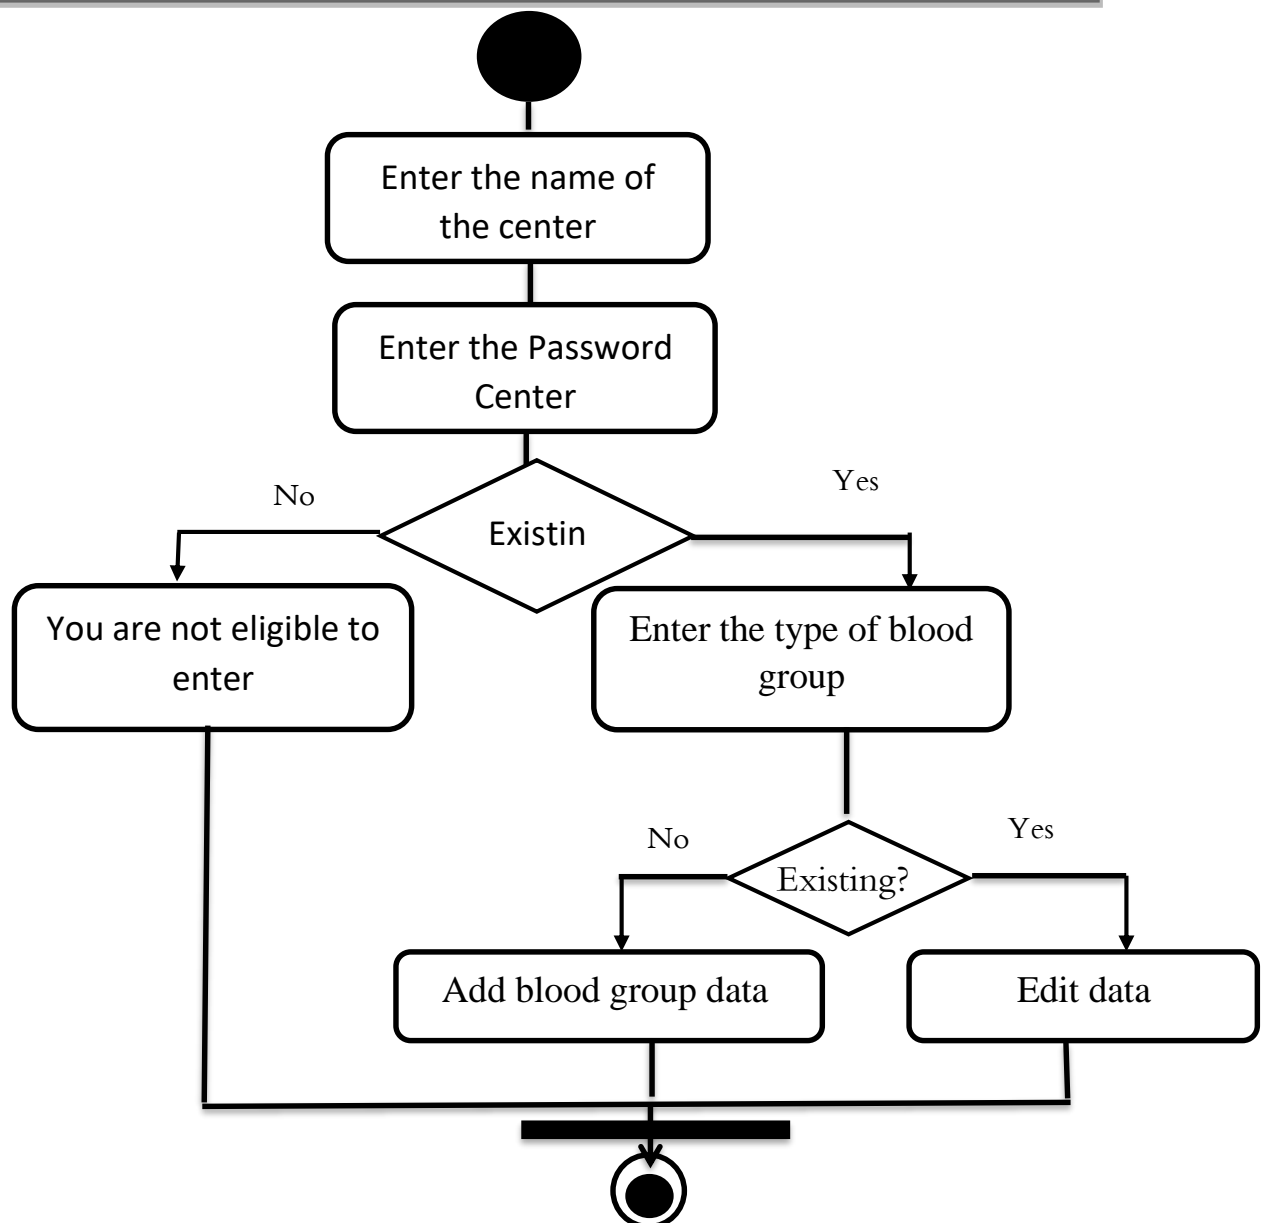 Enter the name of
the center
Enter the Password
Center
No
Yes
Existin
You are not eligible to
enter
Enter the type of blood
group
No
Yes
Existing?
Add blood group data
Edit data